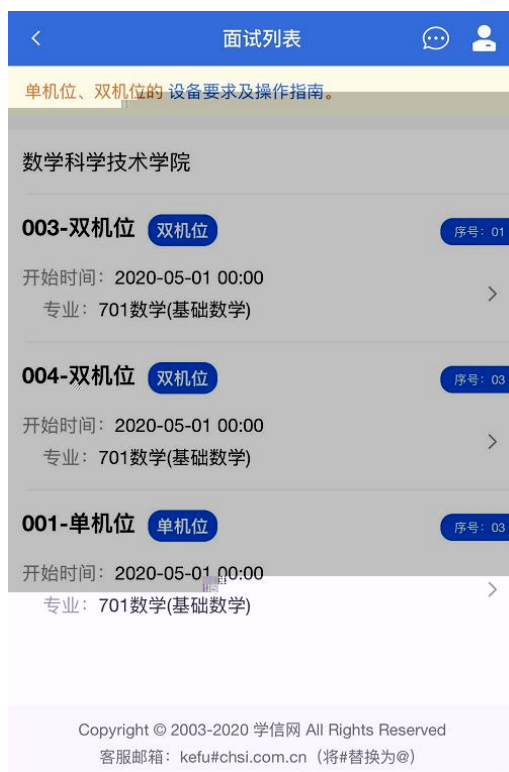 面试列表
单机位、双机位的 设备要求及操作指南。
数学科学技术学院
003-双机位 双机位 序号：01
开始时间：2020-05-01 00:00
专业：701数学(基础数学)
004-双机位 双机位 序号：03
开始时间：2020-05-01 00:00
专业：701数学(基础数学)
001-单机位 单机位 序号：03
开始时间：2020-05-01 00:00
专业：701数学(基础数学)
Copyright © 2003-2020 学信网 All Rights Reserved
客服邮箱：kefu#chsi.com.cn（将#替换为@）